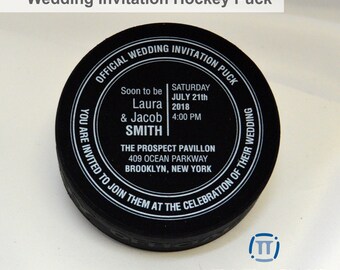 Wedding Invitation Hockey Puck
OFFICIAL WEDDING INVITATION PUCK
Soon to be
Laura
& Jacob
SMITH
SATURDAY
JULY 21th
2018
4:00 PM
THE PROSPECT PAVILLON
409 OCEAN PARKWAY
BROOKLYN, NEW YORK
YOU ARE INVITED TO JOIN THEM AT THE CELEBRATION OF THEIR WEDDING